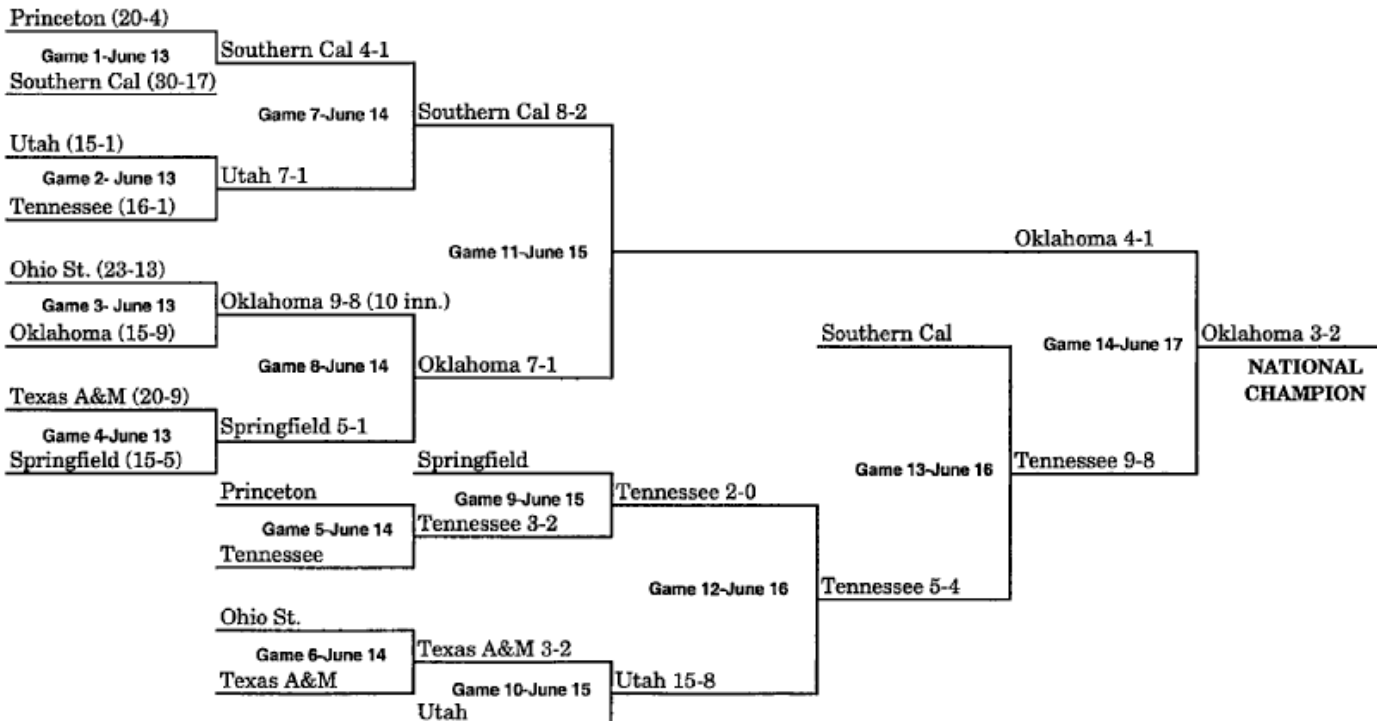 Princeton (20-4)
Game 1-June 13
Southern Cal 4-1
Southern Cal (30-17)
Game 7-June 14
Southern Cal 8-2
Utah (15-1)
Game 2- June 13
Utah 7-1
Tennessee (16-1)
Game 11-June 15
Oklahoma 4-1
Ohio St. (23-13)
Game 3- June 13
Oklahoma 9-8 (10 inn.)
Oklahoma (15-9)
Southern Cal
Game 14-June 17
Oklahoma 3-2
NATIONAL
CHAMPION
Game 8-June 14
Oklahoma 7-1
Texas A&M (20-9)
Game 4-June 13
Springfield 5-1
Springfield (15-5)
Springfield
Game 13-June 16
Tennessee 9-8
Princeton
Game 9-June 15
Tennessee 2-0
Game 5-June 14
Tennessee 3-2
Tennessee
Game 12-June 16
Tennessee 5-4
Ohio St.
Game 6-June 14
Texas A&M 3-2
Texas A&M
Game 10-June 15
Utah 15-8
Utah